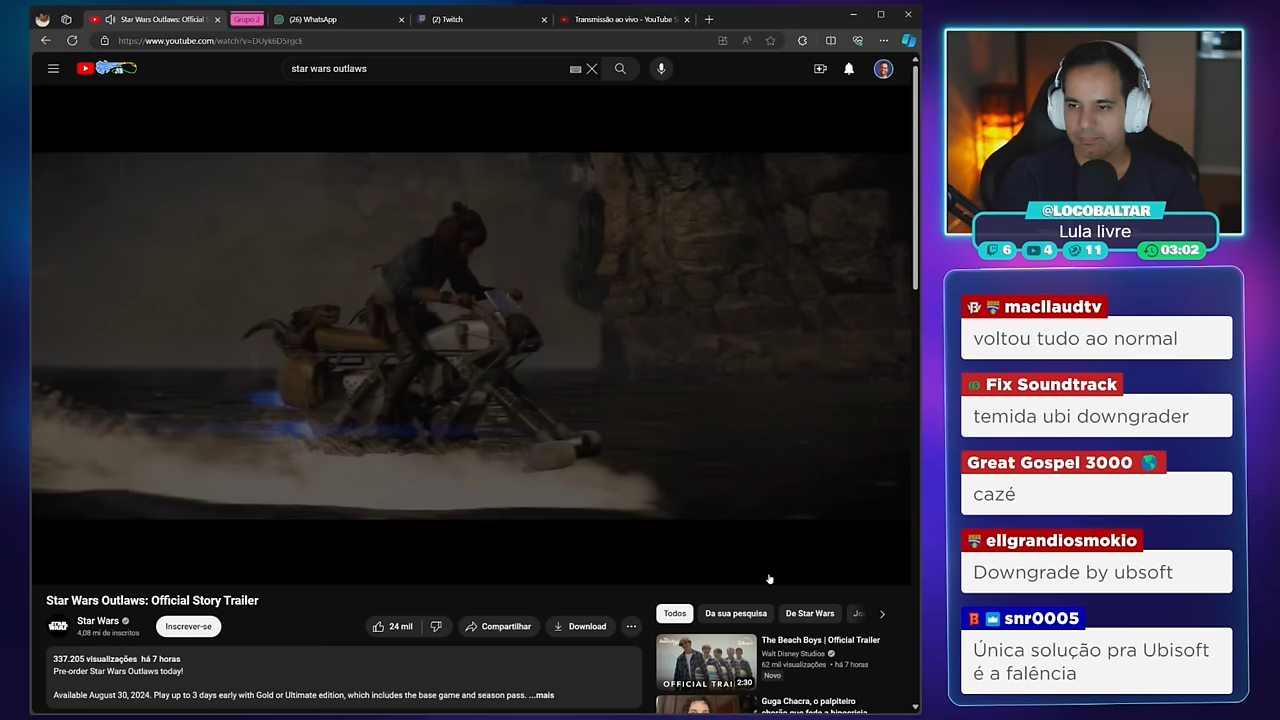 Star Wars Outlaws: Official S
Grupo 2
(26) WhatsApp
(2) Twitch
Transmissão ao vivo - YouTube S
https://www.youtube.com/watch?v=DUyk6D5rgcE
star wars outlaws
@LOCOBALTAR
Lula livre
6
4
11
03:02
macllaudtv
voltou tudo ao normal
Fix Soundtrack
temida ubi downgrader
Great Gospel 3000
cazé
ellgrandiosmokio
Downgrade by ubsoft
snr0005
Única solução pra Ubisoft
é a falência
Star Wars Outlaws: Official Story Trailer
Star Wars
4,08 mi de inscritos
Inscrever-se
24 mil
Compartilhar
Download
337.205 visualizações há 7 horas
Pre-order Star Wars Outlaws today!
Available August 30, 2024. Play up to 3 days early with Gold or Ultimate edition, which includes the base game and season pass. ...mais
Todos
Da sua pesquisa
De Star Wars
Jo
The Beach Boys | Official Trailer
Walt Disney Studios
62 mil visualizações • há 7 horas
Novo
OFFICIAL TRAI
2:30
Guga Chacra, o palpiteiro
chorão que fede a hipocrisia